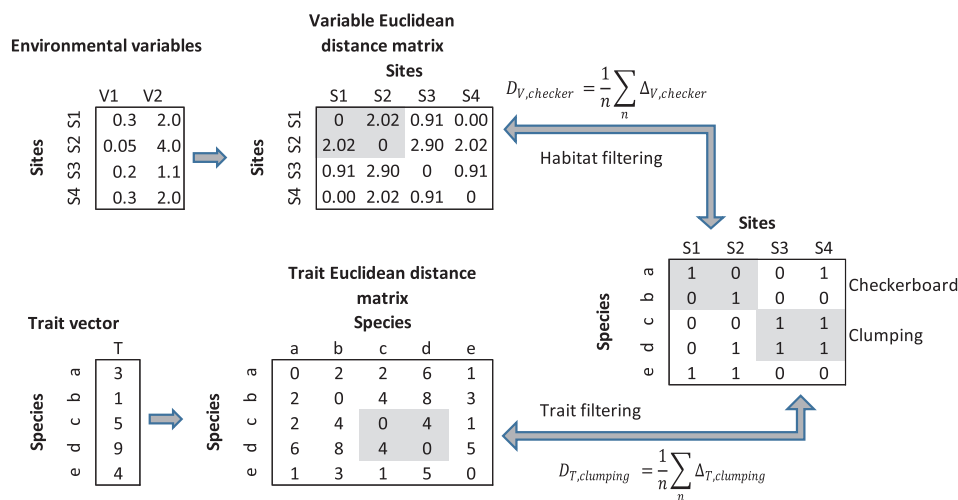 Environmental variables
V1 V2
Sites
S1 0.3 2.0
S2 0.05 4.0
S3 0.2 1.1
S4 0.3 2.0
Variable Euclidean
distance matrix
Sites
S1 S2 S3 S4
Sites
S1 0 2.02 0.91 0.00
S2 2.02 0 2.90 2.02
S3 0.91 2.90 0 0.91
S4 0.00 2.02 0.91 0
D_{V,checker} = \frac{1}{n} \sum_{n} Δ_{V,checker}
Habitat filtering
Sites
S1 S2 S3 S4
Species
a 1 0 0 1
b 0 1 0 0
c 0 0 1 1
d 0 1 1 1
e 1 1 0 0
Checkerboard
Clumping
Trait vector
T
Species
a 3
b 1
c 5
d 9
e 4
Trait Euclidean distance
matrix
Species
a b c d e
Species
a 0 2 2 6 1
b 2 0 4 8 3
c 2 4 0 4 1
d 6 8 4 0 5
e 1 3 1 5 0
Trait filtering
D_{T,clumping} = \frac{1}{n} \sum_{n} Δ_{T,clumping}